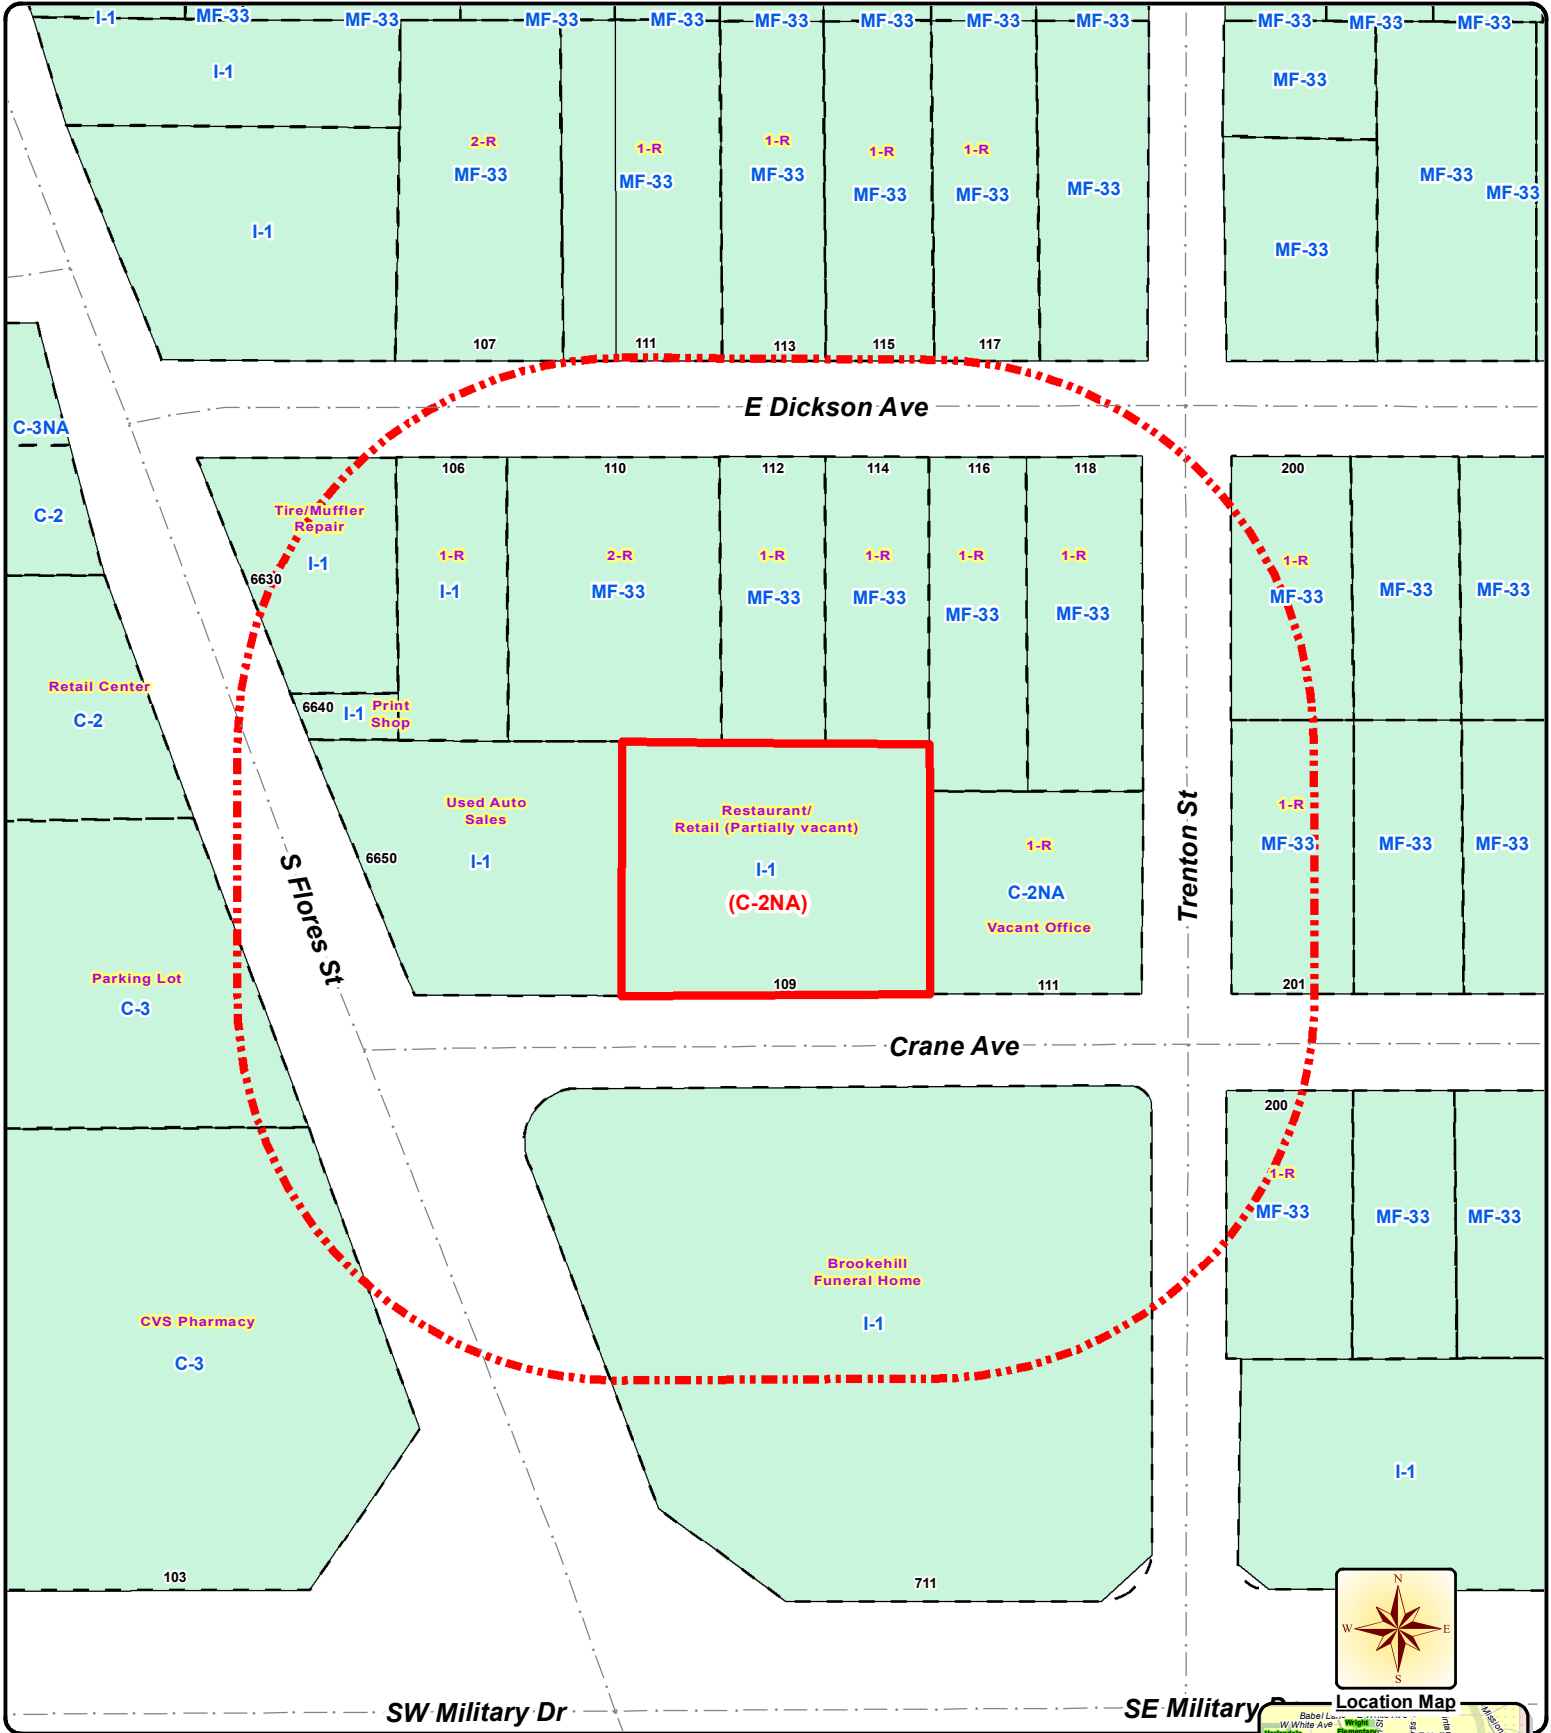 I-1
MF-33
MF-33
MF-33
MF-33
MF-33
MF-33
MF-33
MF-33
MF-33
MF-33
MF-33
I-1
MF-33
2-R
MF-33
1-R
MF-33
1-R
MF-33
1-R
MF-33
1-R
MF-33
MF-33
MF-33
MF-33
I-1
MF-33
107
111
113
115
117
E Dickson Ave
C-3NA
106
110
112
114
116
118
200
C-2
Tire/Muffler
Repair
I-1
6630
1-R
I-1
2-R
MF-33
1-R
MF-33
1-R
MF-33
1-R
MF-33
1-R
MF-33
1-R
MF-33
MF-33
MF-33
Retail Center
C-2
6640
I-1
Print
Shop
Used Auto
Sales
I-1
6650
Restaurant/
Retail (Partially vacant)
I-1
(C-2NA)
109
1-R
C-2NA
Vacant Office
111
Trenton St
1-R
MF-33
MF-33
MF-33
201
S Flores St
Parking Lot
C-3
Crane Ave
200
1-R
MF-33
MF-33
MF-33
Brookehill
Funeral Home
I-1
CVS Pharmacy
C-3
I-1
103
711
N
W
E
S
SW Military Dr
SE Military
Location Map
Babel
W White Ave
Wright
Elementary
Mission